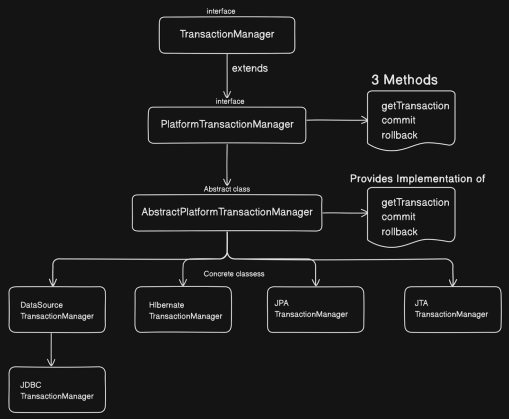 interface
TransactionManager
extends
interface
3 Methods
PlatformTransactionManager
getTransaction
commit
rollback
Abstract class
Provides Implementation of
AbstractPlatformTransactionManager
getTransaction
commit
rollback
Concrete classess
DataSource
TransactionManager
HIbernate
TransactionManager
JPA
TransactionManager
JTA
TransactionManager
JDBC
TransactionManager